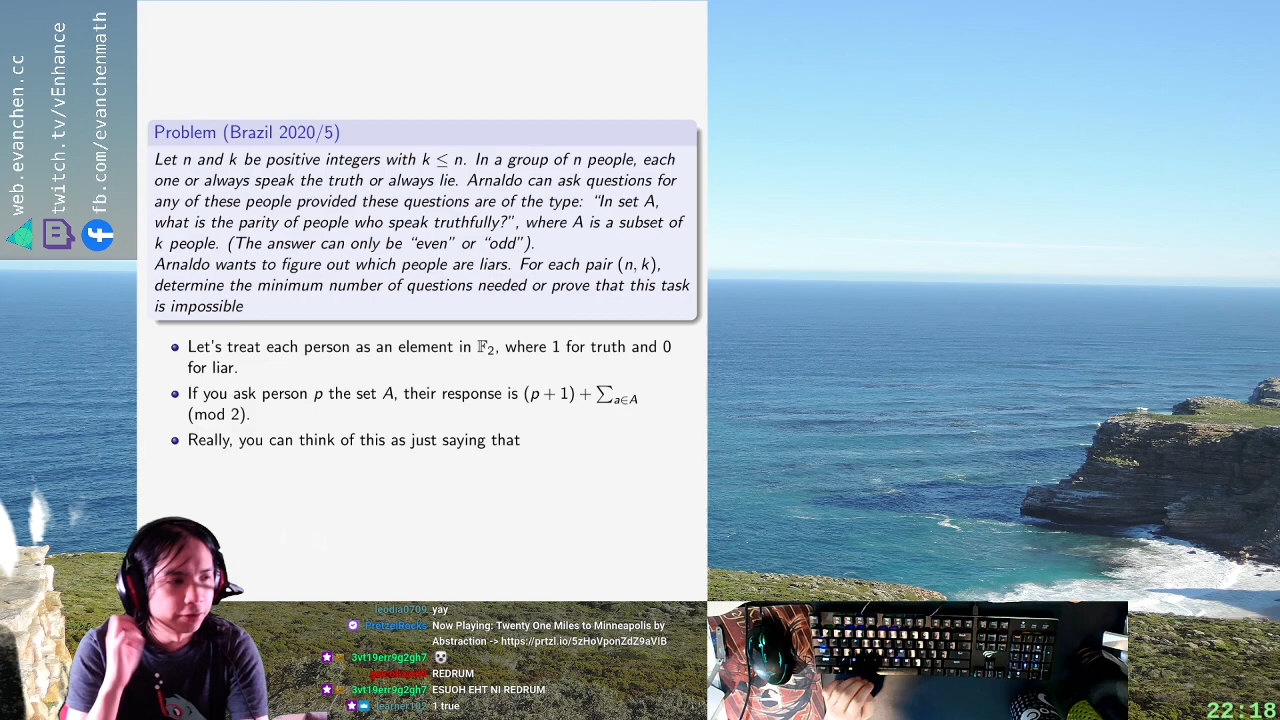 web.evanchen.cc
twitch.tv/vEnhance
fb.com/evanchenmath
Problem (Brazil 2020/5)
Let n and k be positive integers with k ≤ n. In a group of n people, each
one or always speak the truth or always lie. Arnaldo can ask questions for
any of these people provided these questions are of the type: “In set A,
what is the parity of people who speak truthfully?”, where A is a subset of
k people. (The answer can only be “even” or “odd”).
Arnaldo wants to figure out which people are liars. For each pair (n, k),
determine the minimum number of questions needed or prove that this task
is impossible
Let's treat each person as an element in 𝔽₂, where 1 for truth and 0
for liar.
If you ask person p the set A, their response is (p + 1) + ∑a∈A
(mod 2).
Really, you can think of this as just saying that
leodia0709 yay
PretzelRocks Now Playing: Twenty One Miles to Minneapolis by
Abstraction -> https://prtzl.io/5zHoVponZdZ9aVIB
3vt19err9g2gh7
REDRUM
3vt19err9g2gh7 ESUOH EHT NI REDRUM
1 true
22:18